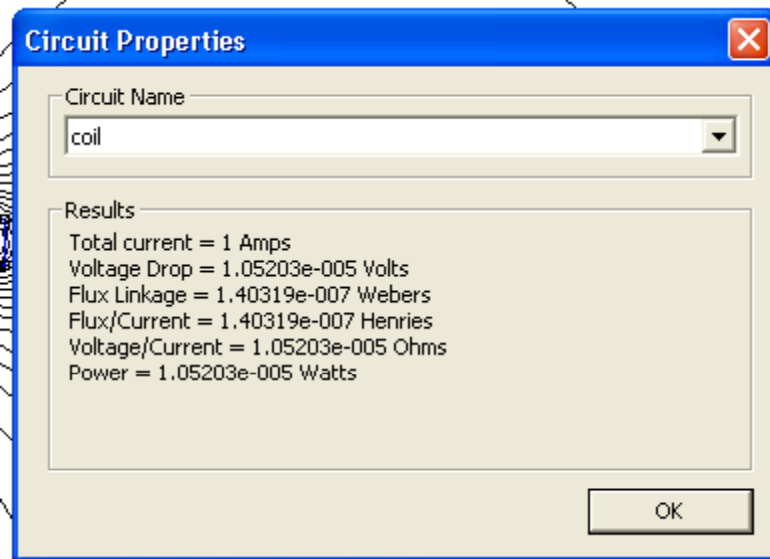 Circuit Properties
Circuit Name
coil
Results
Total current = 1 Amps
Voltage Drop = 1.05203e-005 Volts
Flux Linkage = 1.40319e-007 Webers
Flux/Current = 1.40319e-007 Henries
Voltage/Current = 1.05203e-005 Ohms
Power = 1.05203e-005 Watts
OK